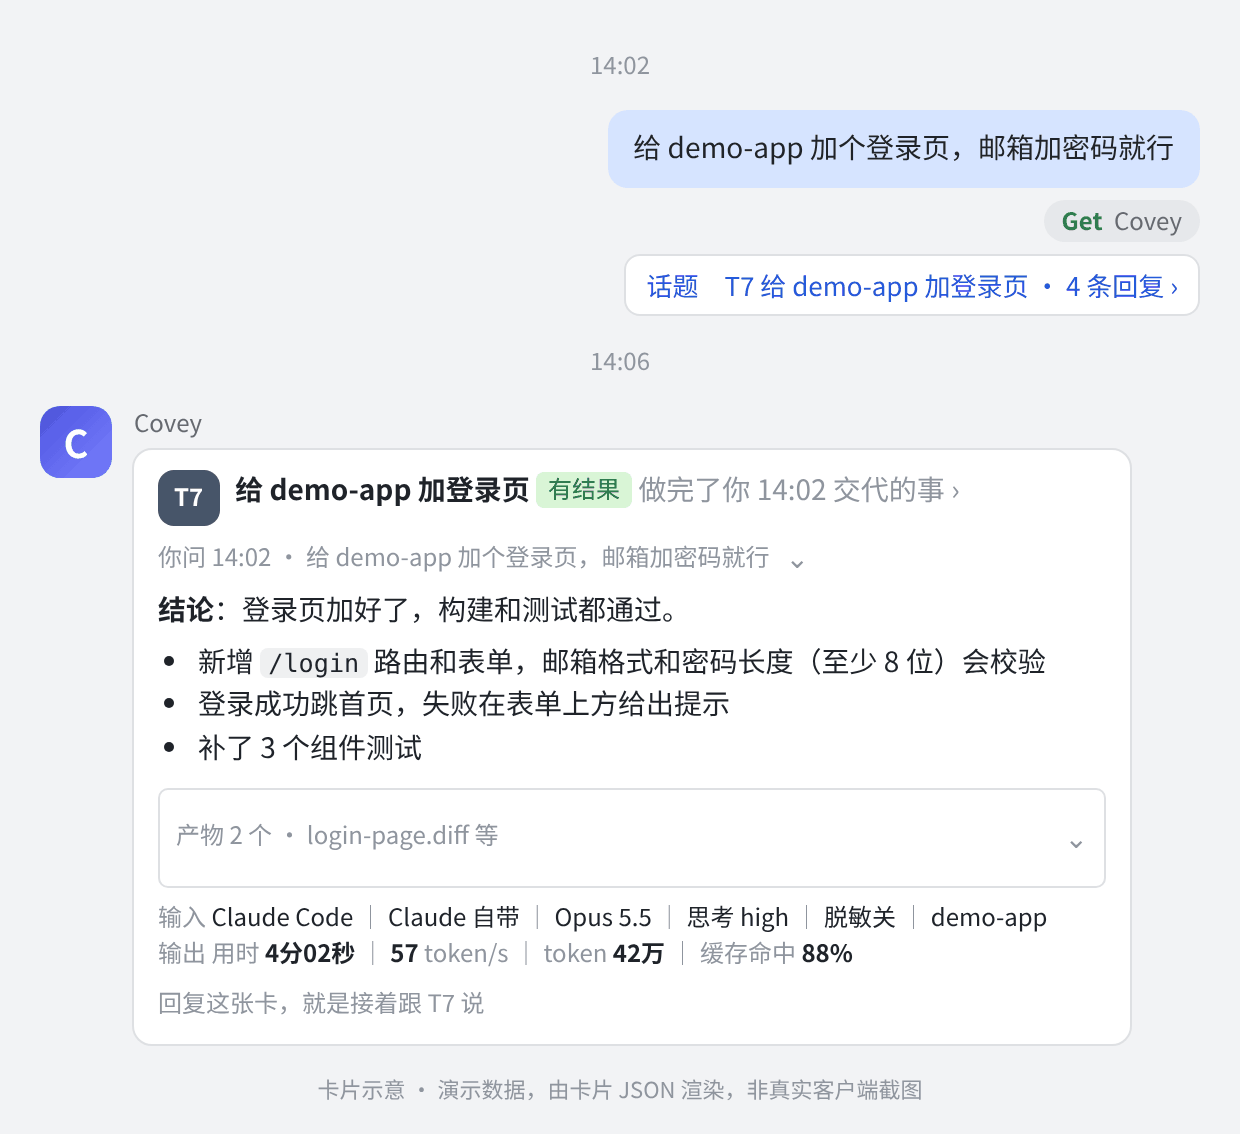 14:02
给 demo-app 加个登录页，邮箱加密码就行
Get Covey
话题 T7 给 demo-app 加登录页 · 4 条回复 ›
14:06
C
Covey
T7 给 demo-app 加登录页 有结果 做完了你 14:02 交代的事 ›
你问 14:02 · 给 demo-app 加个登录页，邮箱加密码就行
结论：登录页加好了，构建和测试都通过。
• 新增 /login 路由和表单，邮箱格式和密码长度（至少 8 位）会校验
• 登录成功跳首页，失败在表单上方给出提示
• 补了 3 个组件测试
产物 2 个 · login-page.diff 等
输入 Claude Code | Claude 自带 | Opus 5.5 | 思考 high | 脱敏关 | demo-app
输出 用时 4分02秒 | 57 token/s | token 42万 | 缓存命中 88%
回复这张卡，就是接着跟 T7 说
卡片示意 · 演示数据，由卡片 JSON 渲染，非真实客户端截图